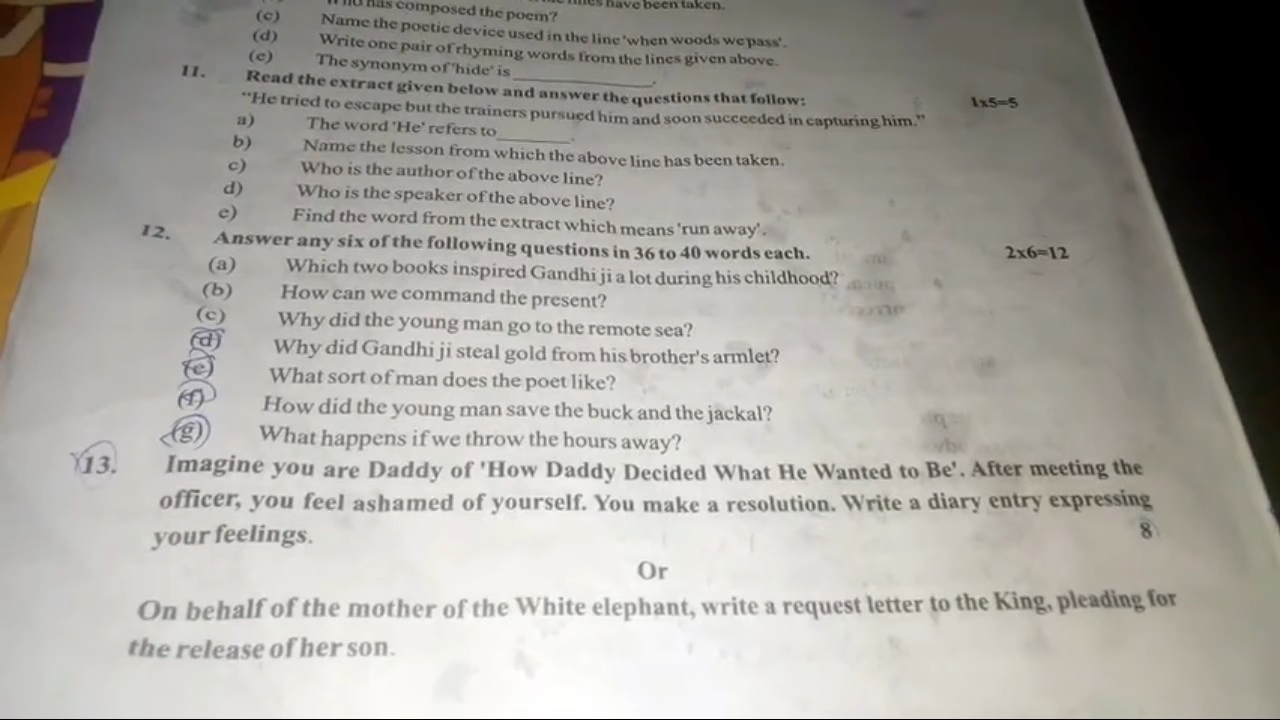 has composed the poem? have been taken.
(c) Name the poetic device used in the line 'when woods we pass'.
(d) Write one pair of rhyming words from the lines given above.
(e) The synonym of 'hide' is ____________.
11. Read the extract given below and answer the questions that follow: 1x5=5
"He tried to escape but the trainers pursued him and soon succeeded in capturing him."
a) The word 'He' refers to________.
b) Name the lesson from which the above line has been taken.
c) Who is the author of the above line?
d) Who is the speaker of the above line?
e) Find the word from the extract which means 'run away'.
12. Answer any six of the following questions in 36 to 40 words each. 2x6=12
(a) Which two books inspired Gandhi ji a lot during his childhood?
(b) How can we command the present?
(c) Why did the young man go to the remote sea?
(d) Why did Gandhi ji steal gold from his brother's armlet?
(e) What sort of man does the poet like?
(f) How did the young man save the buck and the jackal?
(g) What happens if we throw the hours away?
13. Imagine you are Daddy of 'How Daddy Decided What He Wanted to Be'. After meeting the
officer, you feel ashamed of yourself. You make a resolution. Write a diary entry expressing
your feelings. 8
Or
On behalf of the mother of the White elephant, write a request letter to the King, pleading for
the release of her son.